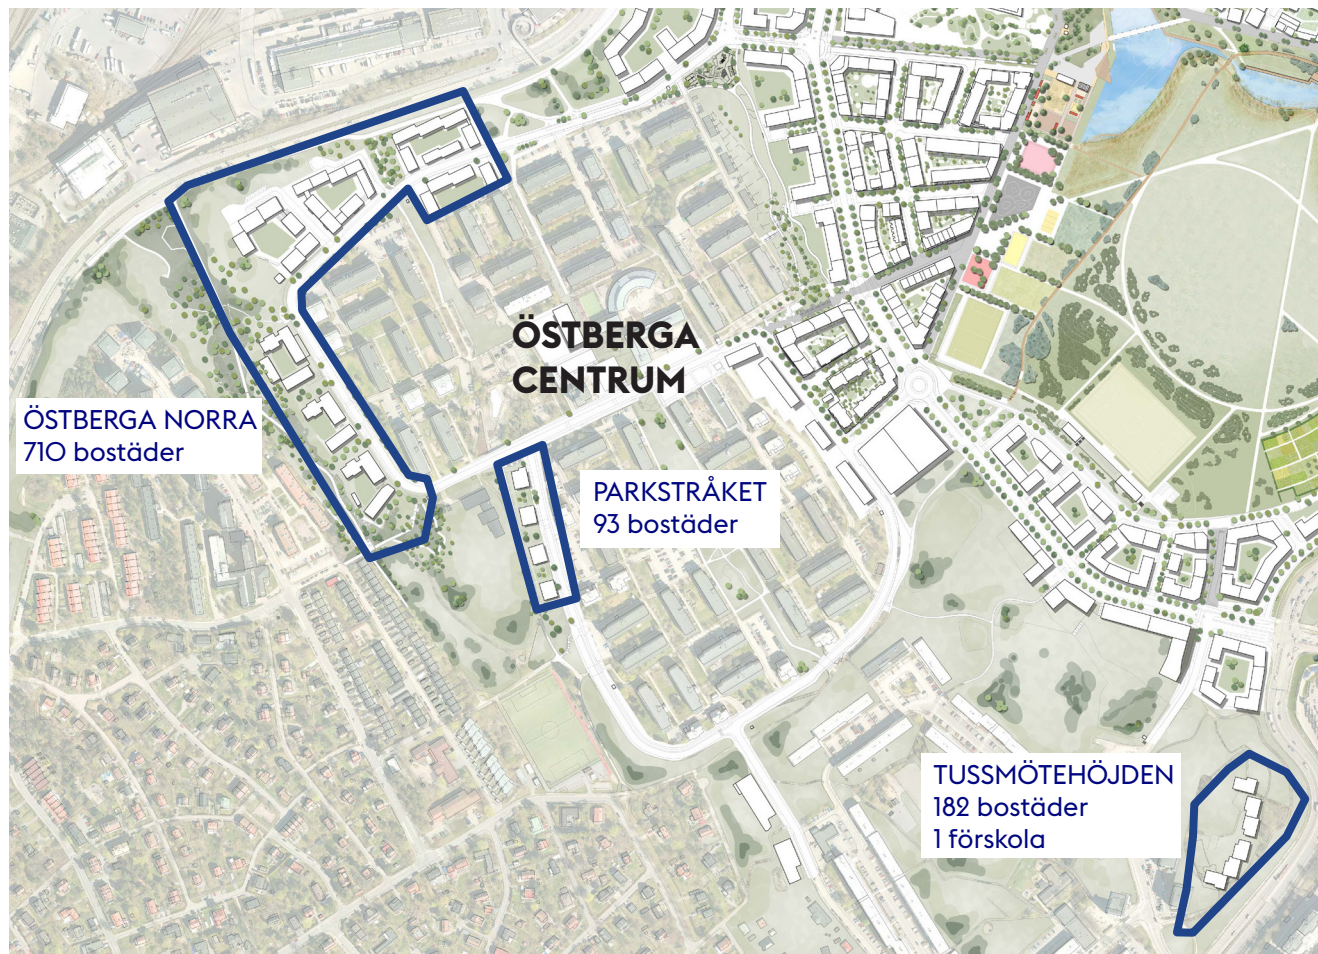 ÖSTBERGA
CENTRUM
ÖSTBERGA NORRA
710 bostäder
PARKSTRÅKET
93 bostäder
TUSSMÖTEHÖJDEN
182 bostäder
1 förskola